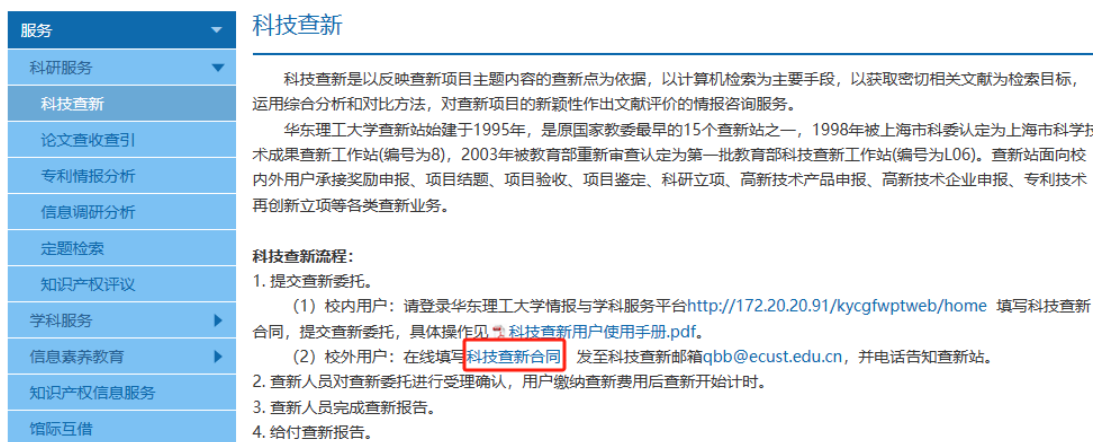 服务
科研服务
科技查新
论文查收查引
专利情报分析
信息调研分析
定题检索
知识产权评议
学科服务
信息素养教育
知识产权信息服务
馆际互借
科技查新
科技查新是以反映查新项目主题内容的查新点为依据，以计算机检索为主要手段，以获取密切相关文献为检索目标，
运用综合分析和对比方法，对查新项目的新颖性作出文献评价的情报咨询服务。
华东理工大学查新站始建于1995年，是原国家教委最早的15个查新站之一，1998年被上海市科委认定为上海市科学技
术成果查新工作站(编号为8)，2003年被教育部重新审查认定为第一批教育部科技查新工作站(编号为L06)。查新站面向校
内外用户承接奖励申报、项目结题、项目验收、项目鉴定、科研立项、高新技术产品申报、高新技术企业申报、专利技术
再创新立项等各类查新业务。
科技查新流程：
1. 提交查新委托。
（1）校内用户：请登录华东理工大学情报与学科服务平台http://172.20.20.91/kycgfwptweb/home 填写科技查新
合同，提交查新委托，具体操作见 科技查新用户使用手册.pdf。
（2）校外用户：在线填写科技查新合同 发至科技查新邮箱qbb@ecust.edu.cn，并电话告知查新站。
2. 查新人员对查新委托进行受理确认，用户缴纳查新费用后查新开始计时。
3. 查新人员完成查新报告。
4. 给付查新报告。